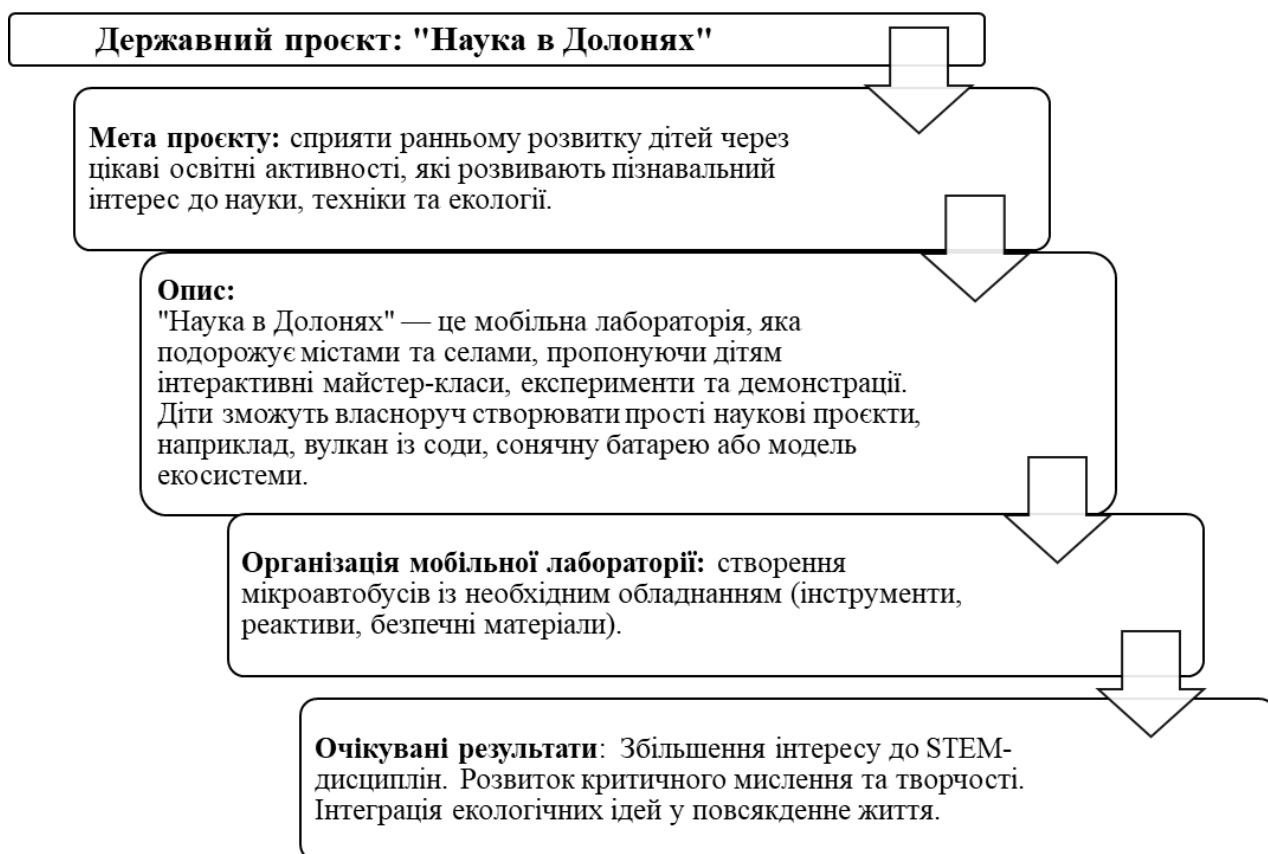 Державний проєкт: "Наука в Долонях"
Мета проєкту: сприяти ранньому розвитку дітей через
цікаві освітні активності, які розвивають пізнавальний
інтерес до науки, техніки та екології.
Опис:
"Наука в Долонях" — це мобільна лабораторія, яка
подорожує містами та селами, пропонуючи дітям
інтерактивні майстер-класи, експерименти та демонстрації.
Діти зможуть власноруч створювати прості наукові проєкти,
наприклад, вулкан із соди, сонячну батарею або модель
екосистеми.
Організація мобільної лабораторії: створення
мікроавтобусів із необхідним обладнанням (інструменти,
реактиви, безпечні матеріали).
Очікувані результати: Збільшення інтересу до STEM-
дисциплін. Розвиток критичного мислення та творчості.
Інтеграція екологічних ідей у повсякденне життя.